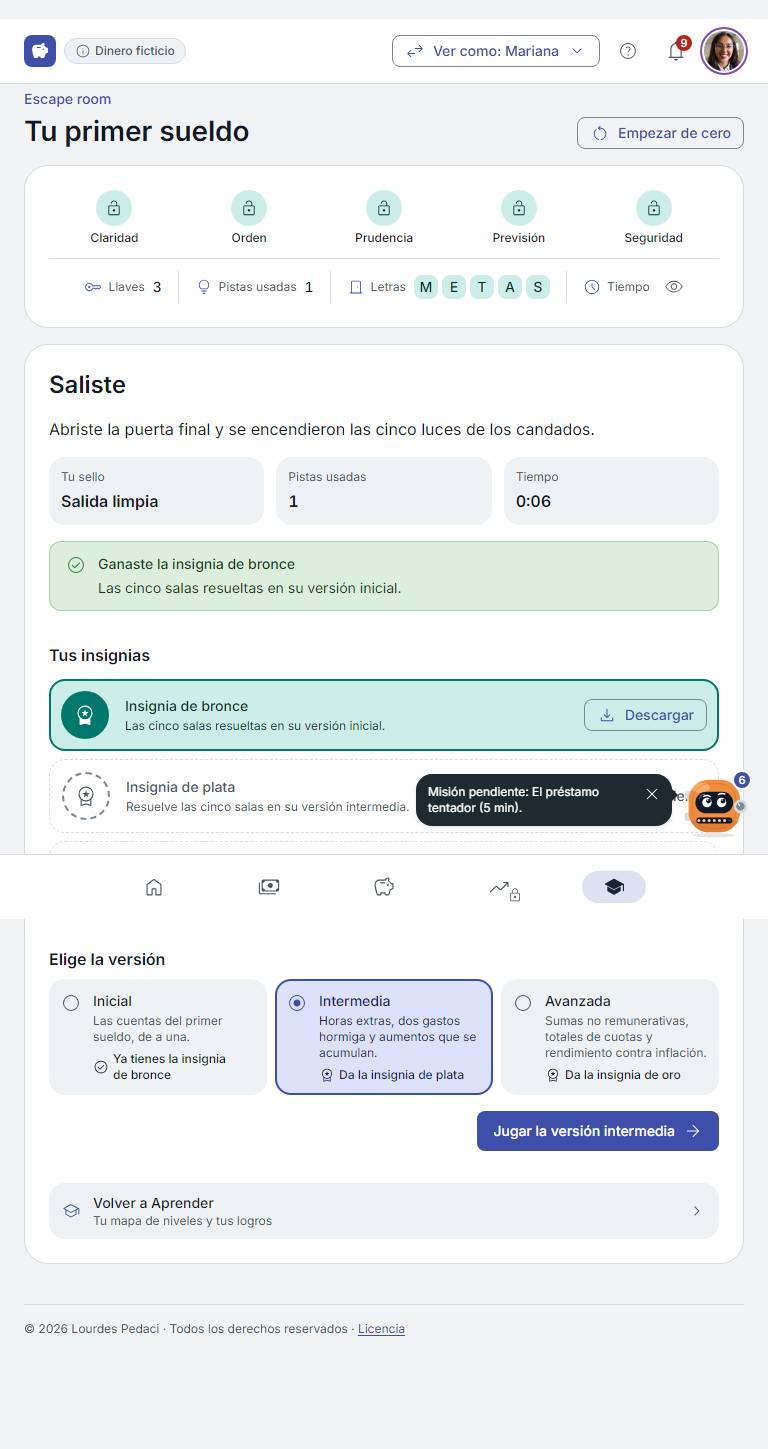 Dinero ficticio
Ver como: Mariana
9
Escape room
Tu primer sueldo
Empezar de cero
Claridad
Orden
Prudencia
Previsión
Seguridad
Llaves 3
Pistas usadas 1
Letras M E T A S
Tiempo
Saliste
Abriste la puerta final y se encendieron las cinco luces de los candados.
Tu sello
Salida limpia
Pistas usadas
1
Tiempo
0:06
Ganaste la insignia de bronce
Las cinco salas resueltas en su versión inicial.
Tus insignias
Insignia de bronce
Las cinco salas resueltas en su versión inicial.
Descargar
Insignia de plata
Resuelve las cinco salas en su versión intermedia.
Misión pendiente: El préstamo
tentador (5 min).
6
Elige la versión
Inicial
Las cuentas del primer
sueldo, de a una.
Ya tienes la insignia
de bronce
Intermedia
Horas extras, dos gastos
hormiga y aumentos que se
acumulan.
Da la insignia de plata
Avanzada
Sumas no remunerativas,
totales de cuotas y
rendimiento contra inflación.
Da la insignia de oro
Jugar la versión intermedia
Volver a Aprender
Tu mapa de niveles y tus logros
© 2026 Lourdes Pedaci · Todos los derechos reservados · Licencia